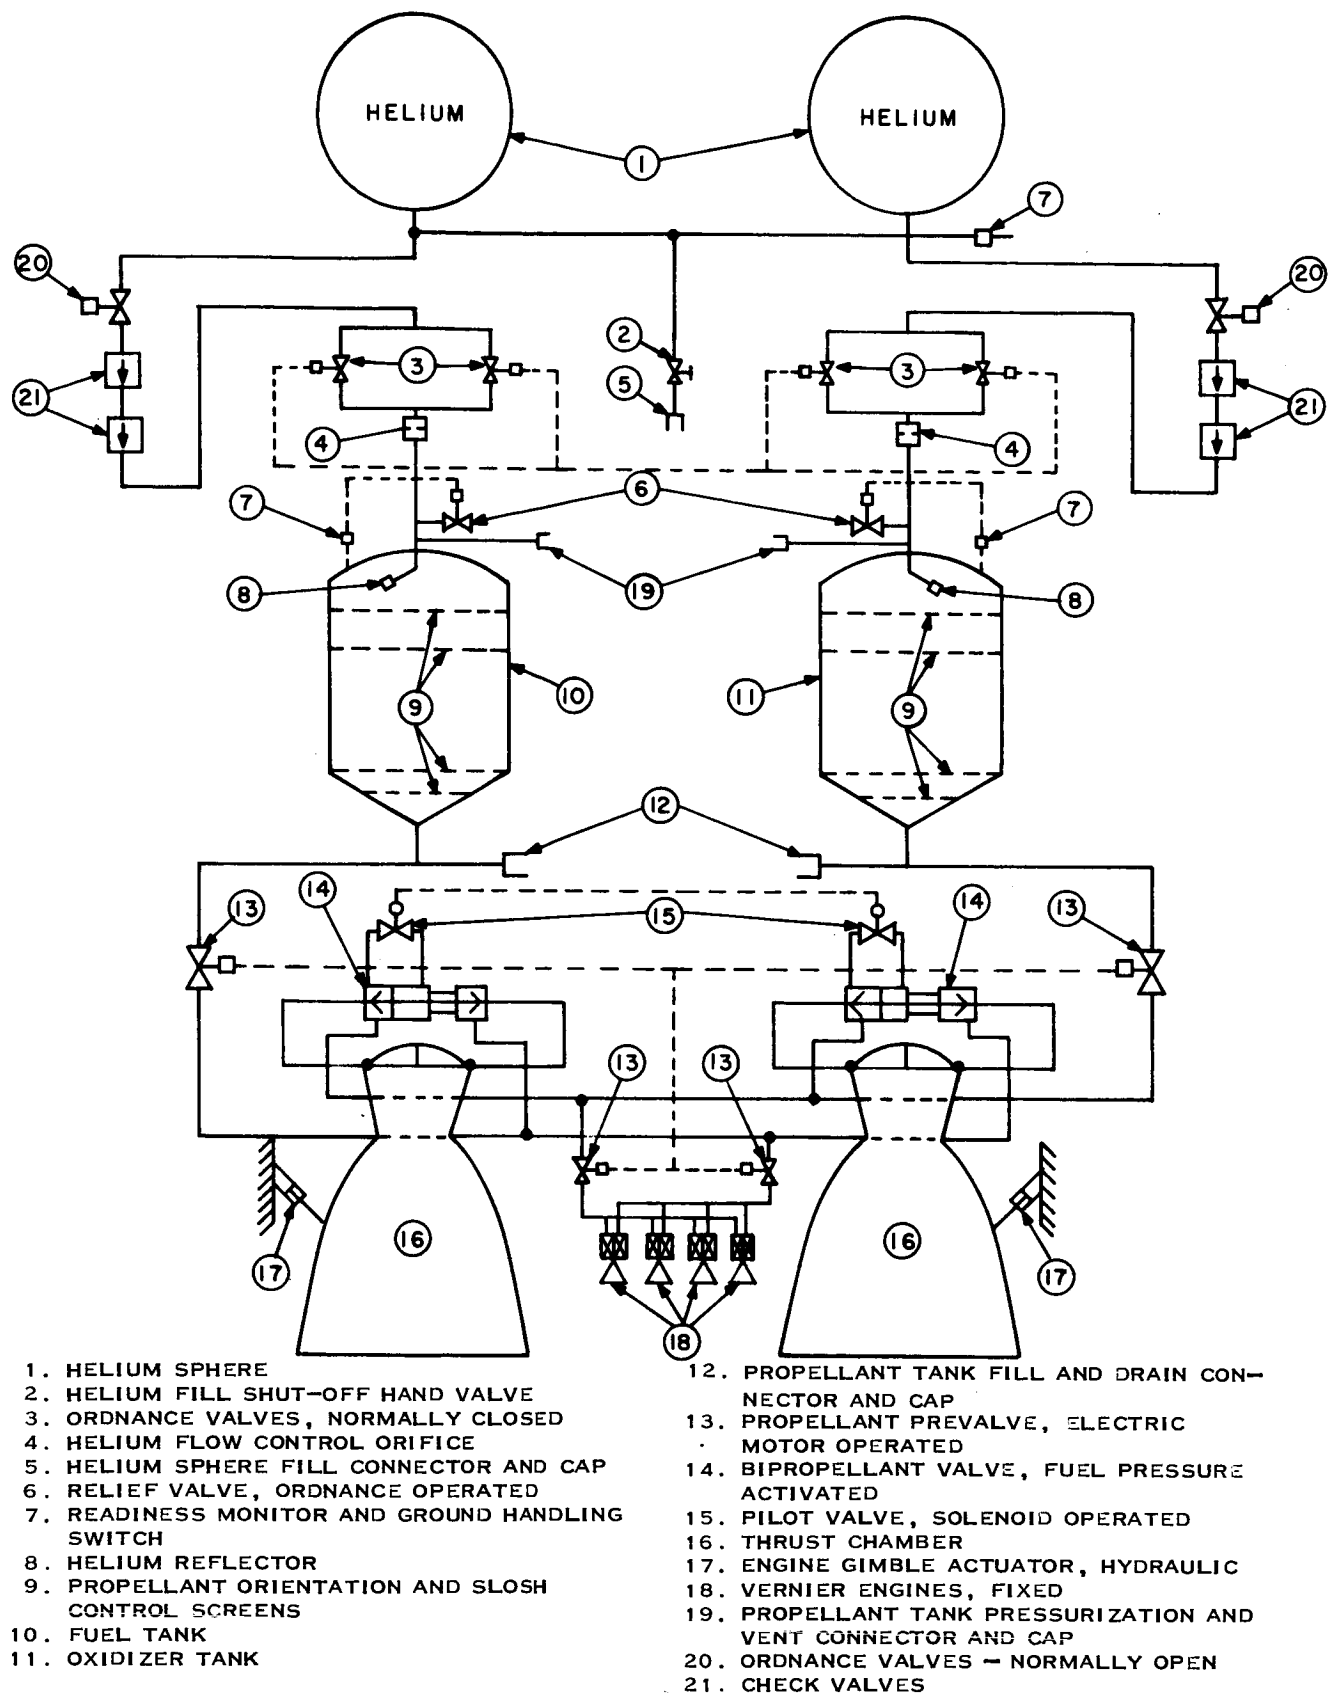 HELIUM
HELIUM
1
7
20
20
2
3
3
21
5
21
4
4
6
7
7
8
19
8
10
9
11
9
12
13
14
15
14
13
13
13
16
16
17
17
18
1. HELIUM SPHERE
2. HELIUM FILL SHUT-OFF HAND VALVE
3. ORDNANCE VALVES, NORMALLY CLOSED
4. HELIUM FLOW CONTROL ORIFICE
5. HELIUM SPHERE FILL CONNECTOR AND CAP
6. RELIEF VALVE, ORDNANCE OPERATED
7. READINESS MONITOR AND GROUND HANDLING
SWITCH
8. HELIUM REFLECTOR
9. PROPELLANT ORIENTATION AND SLOSH
CONTROL SCREENS
10. FUEL TANK
11. OXIDIZER TANK
12. PROPELLANT TANK FILL AND DRAIN CON-
NECTOR AND CAP
13. PROPELLANT PREVALVE, ELECTRIC
MOTOR OPERATED
14. BIPROPELLANT VALVE, FUEL PRESSURE
ACTIVATED
15. PILOT VALVE, SOLENOID OPERATED
16. THRUST CHAMBER
17. ENGINE GIMBLE ACTUATOR, HYDRAULIC
18. VERNIER ENGINES, FIXED
19. PROPELLANT TANK PRESSURIZATION AND
VENT CONNECTOR AND CAP
20. ORDNANCE VALVES - NORMALLY OPEN
21. CHECK VALVES